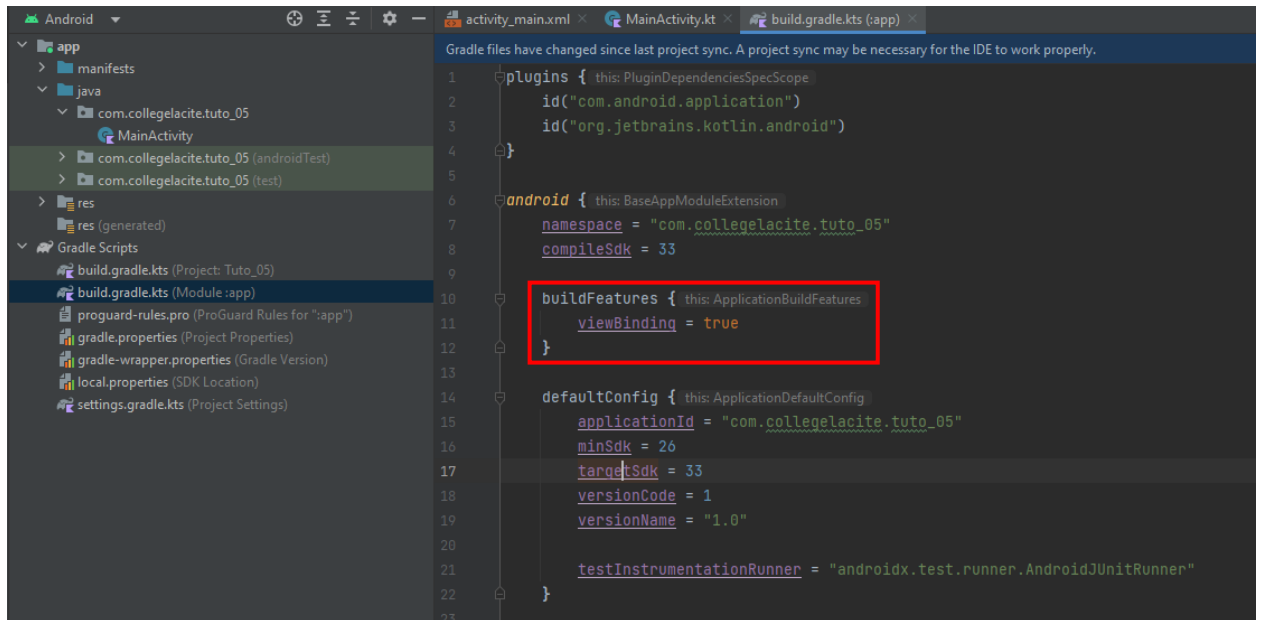 Android
activity_main.xml
MainActivity.kt
build.gradle.kts (:app)
app
manifests
java
com.collegelacite.tuto_05
MainActivity
com.collegelacite.tuto_05 (androidTest)
com.collegelacite.tuto_05 (test)
res
res (generated)
Gradle Scripts
build.gradle.kts (Project: Tuto_05)
build.gradle.kts (Module :app)
proguard-rules.pro (ProGuard Rules for ":app")
gradle.properties (Project Properties)
gradle-wrapper.properties (Gradle Version)
local.properties (SDK Location)
settings.gradle.kts (Project Settings)
Gradle files have changed since last project sync. A project sync may be necessary for the IDE to work properly.
1 plugins { this: PluginDependenciesSpecScope
2 id("com.android.application")
3 id("org.jetbrains.kotlin.android")
4 }
5
6 android { this: BaseAppModuleExtension
7 namespace = "com.collegelacite.tuto_05"
8 compileSdk = 33
9
10 buildFeatures { this: ApplicationBuildFeatures
11 viewBinding = true
12 }
13
14 defaultConfig { this: ApplicationDefaultConfig
15 applicationId = "com.collegelacite.tuto_05"
16 minSdk = 26
17 targetSdk = 33
18 versionCode = 1
19 versionName = "1.0"
20
21 testInstrumentationRunner = "androidx.test.runner.AndroidJUnitRunner"
22 }
23